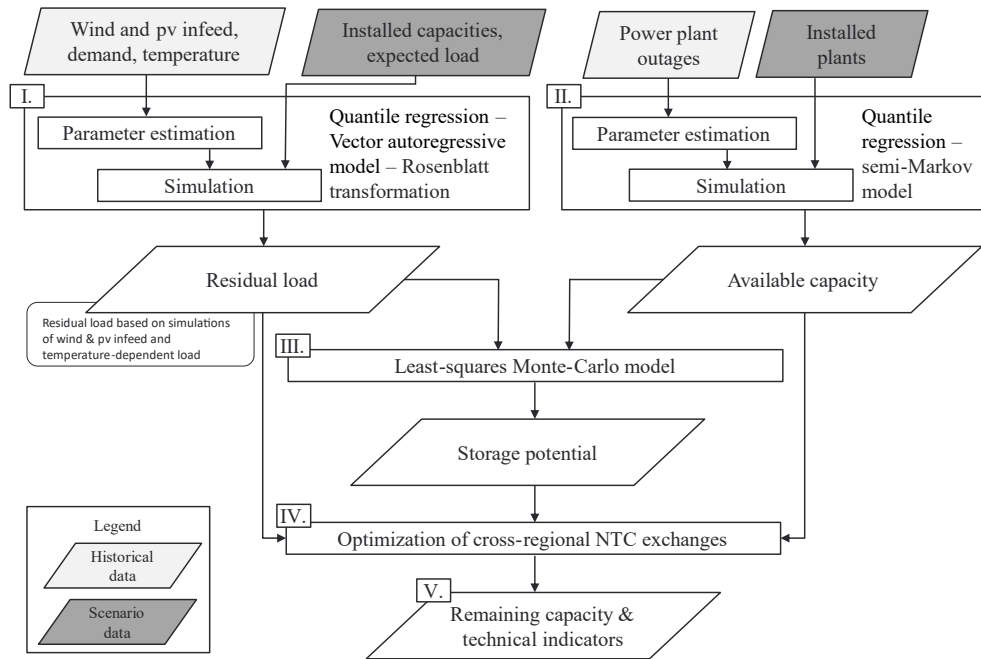 Wind and pv infeed,
demand, temperature
Installed capacities,
expected load
Power plant
outages
Installed
plants
I.
Parameter estimation
Simulation
Quantile regression –
Vector autoregressive
model – Rosenblatt
transformation
II.
Parameter estimation
Simulation
Quantile
regression –
semi-Markov
model
Residual load
Available capacity
Residual load based on simulations
of wind & pv infeed and
temperature-dependent load
III.
Least-squares Monte-Carlo model
Storage potential
IV.
Optimization of cross-regional NTC exchanges
V.
Remaining capacity &
technical indicators
Legend
Historical
data
Scenario
data